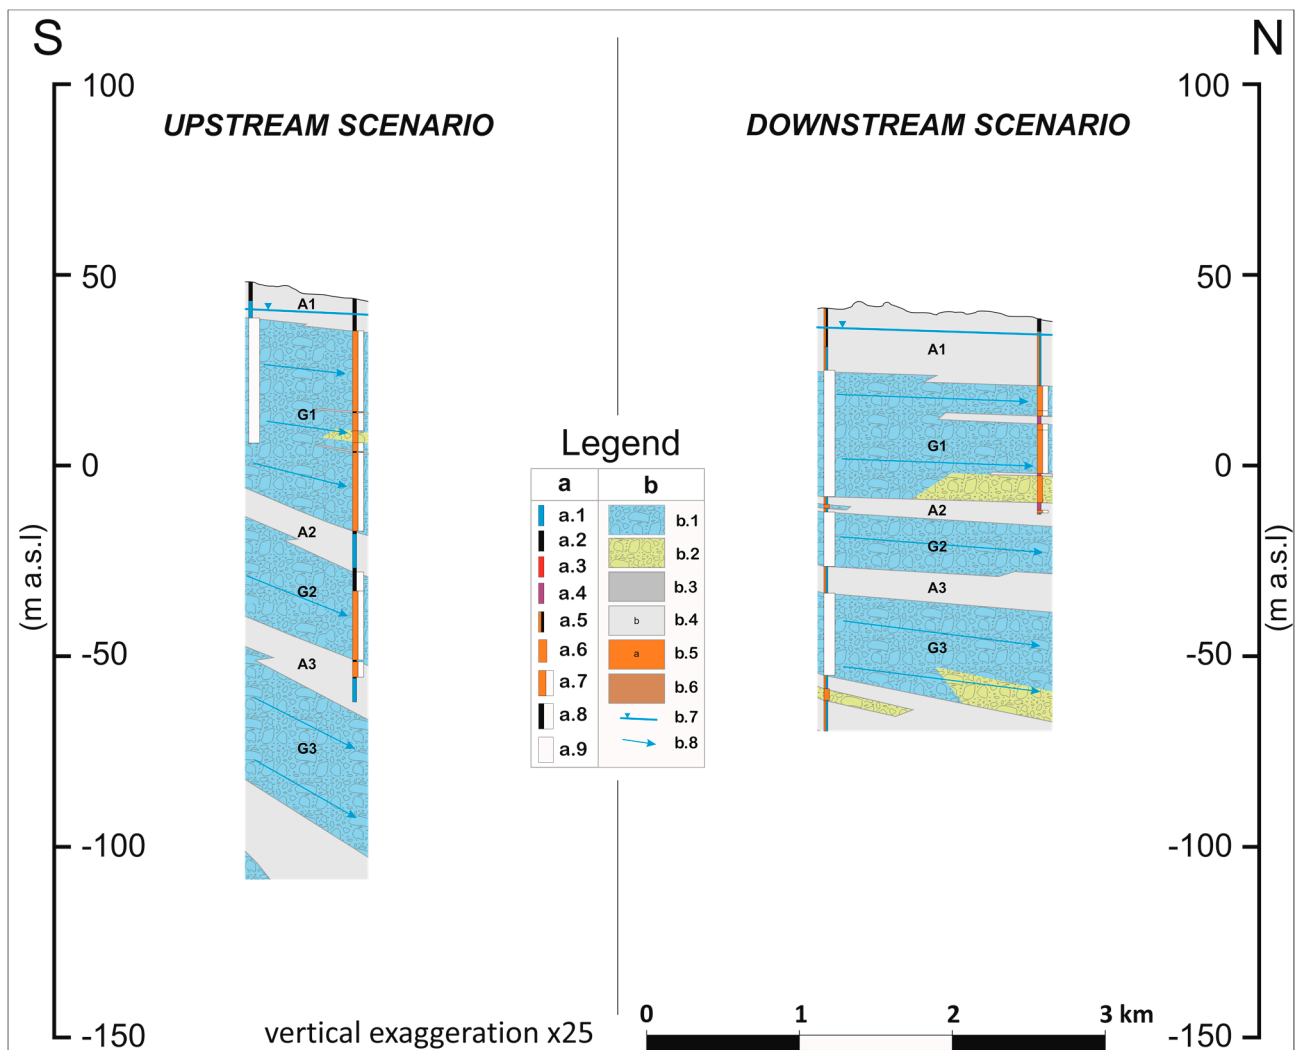 S
N
100
100
UPSTREAM SCENARIO
DOWNSTREAM SCENARIO
50
50
A1
A1
G1
G1
0
0
A2
A2
G2
G2
A3
A3
G3
G3
(m a.s.l)
(m a.s.l)
-50
-50
-100
-100
-150
-150
Legend
a
b
a.1
a.2
a.3
a.4
a.5
a.6
a.7
a.8
a.9
b.1
b.2
b.3
b b.4
a b.5
b.6
b.7
b.8
vertical exaggeration x25
0 1 2 3 km